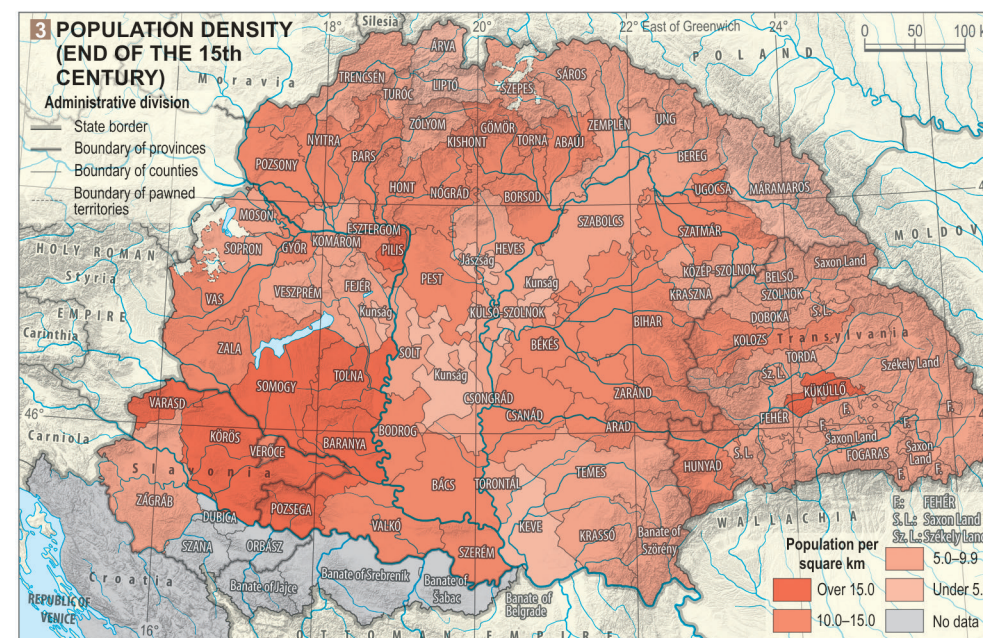 3 POPULATION DENSITY
(END OF THE 15th
CENTURY)
Administrative division
State border
Boundary of provinces
Boundary of counties
Boundary of pawned
territories
18°
Silesia
20°
22° East of Greenwich
24°
0 50 100
POLAND
Moravia
ÁRVA
TRENCSÉN
LIPTÓ
TURÓC
SZEPES
SÁROS
ZÓLYOM
GÖMÖR
ZEMPLÉN
UNG
NYITRA
KISHONT
TORNA
ABAÚJ
BARS
BEREG
POZSONY
HONT
NÓGRÁD
BORSOD
UGOCSA
MÁRAMAROS
MOSON
SZABOLCS
ESZTERGOM
SZATMÁR
MOLDOV
HOLY ROMAN
SOPRON
GYŐR
KOMÁROM
PILIS
HEVES
Jászság
KÖZÉP-SZOLNOK
BELSŐ-
SZOLNOK
Saxon Land
Styria
PEST
VESZPRÉM
FEJÉR
Kunság
Kunság
KRASZNA
VAS
KÜLSŐ-SZOLNOK
DOBOKA
S. L.
EMPIRE
BIHAR
Carinthia
ZALA
BÉKÉS
KOLOZS
Transylvania
SOLT
TORDA
Székely Land
Kunság
Sz. L.
SOMOGY
TOLNA
ZARÁND
KÜKÜLLŐ
VARASD
CSONGRÁD
CSANÁD
46°
FEHÉR
F.
F.
F.
ARAD
BODROG
Carniola
KŐRÖS
BARANYA
VERŐCE
Saxon Land
FOGARAS
Saxon
Land
S. L.
HUNYAD
Slavonia
TEMES
F.
F.
BÁCS
TORONTÁL
ZÁGRÁB
POZSEGA
DUBICA
VALKÓ
KEVE
KRASSÓ
Banate of
Szörény
WALLACHIA
F.: FEHÉR
S. L.: Saxon Land
Sz. L.: Székely Land
SZANA
ORBÁSZ
SZERÉM
Croatia
Banate of Jajce
Banate of Srebrenik
Banate of
Šabac
Banate of
Belgrade
REPUBLIC OF
VENICE
16°
OTTOMAN EMPIRE
Population per
square km
Over 15.0
10.0–15.0
5.0–9.9
Under 5.
No data